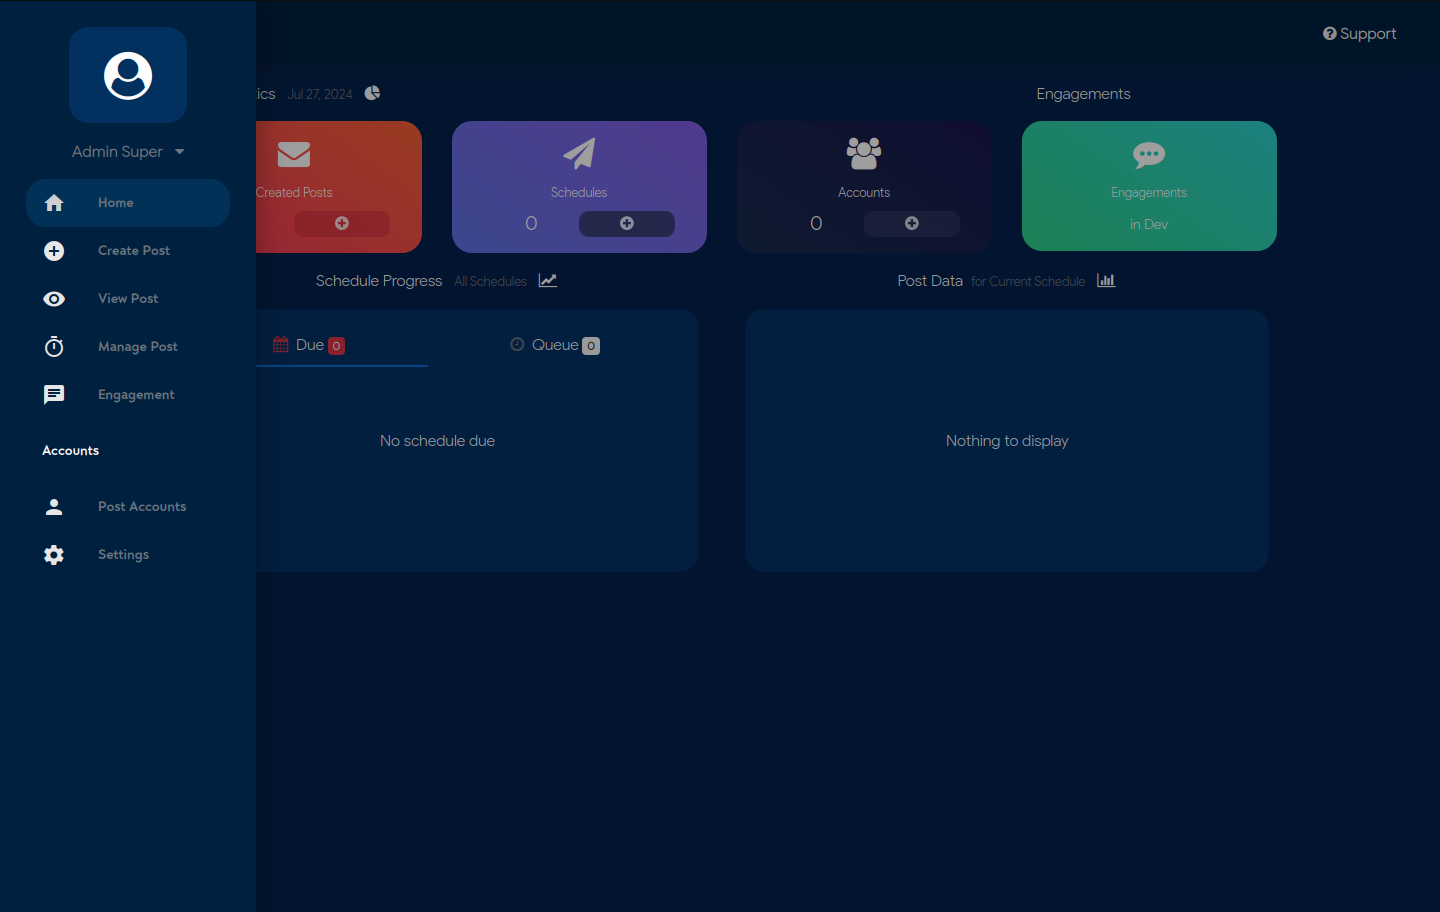 Support
Admin Super
Home
Create Post
View Post
Manage Post
Engagement
Accounts
Post Accounts
Settings
Jul 27, 2024
Engagements
Created Posts
Schedules
0
Accounts
0
Engagements
in Dev
Schedule Progress All Schedules
Post Data for Current Schedule
Due 0
Queue 0
No schedule due
Nothing to display